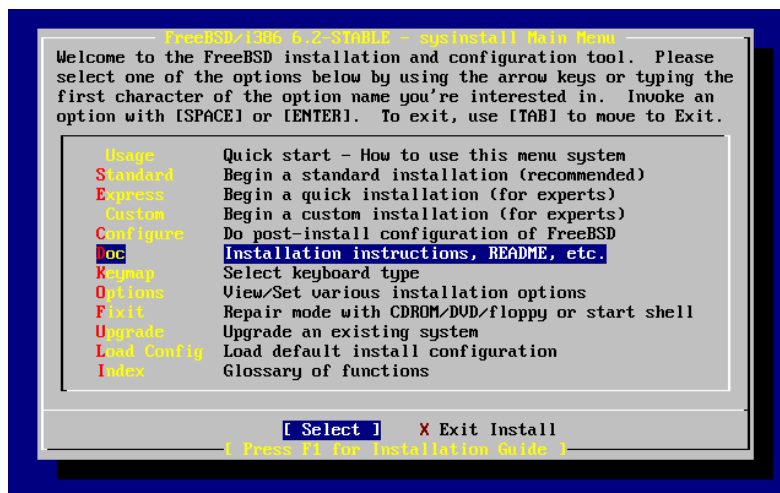 FreeBSD/i386 6.2-STABLE - sysinstall Main Menu
Welcome to the FreeBSD installation and configuration tool.  Please
select one of the options below by using the arrow keys or typing the
first character of the option name you're interested in.  Invoke an
option with [SPACE] or [ENTER].  To exit, use [TAB] to move to Exit.
Usage Quick start - How to use this menu system
Standard Begin a standard installation (recommended)
Express Begin a quick installation (for experts)
Custom Begin a custom installation (for experts)
Configure Do post-install configuration of FreeBSD
Doc Installation instructions, README, etc.
Keymap Select keyboard type
Options View/Set various installation options
Fixit Repair mode with CDROM/DVD/floppy or start shell
Upgrade Upgrade an existing system
Load Config Load default install configuration
Index Glossary of functions
[ Select ] X Exit Install
[ Press F1 for Installation Guide ]